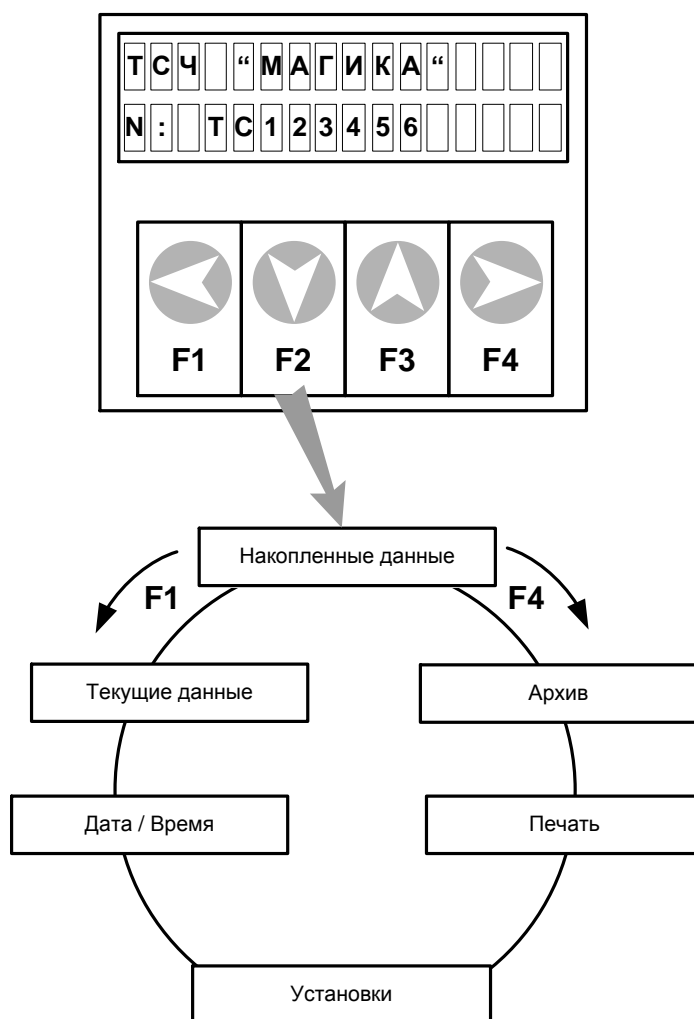 ТСЧ “МАГИКА“
N: ТС123456
F1 F2 F3 F4
Накопленные данные
F1 F4
Текущие данные Архив
Дата / Время Печать
Установки